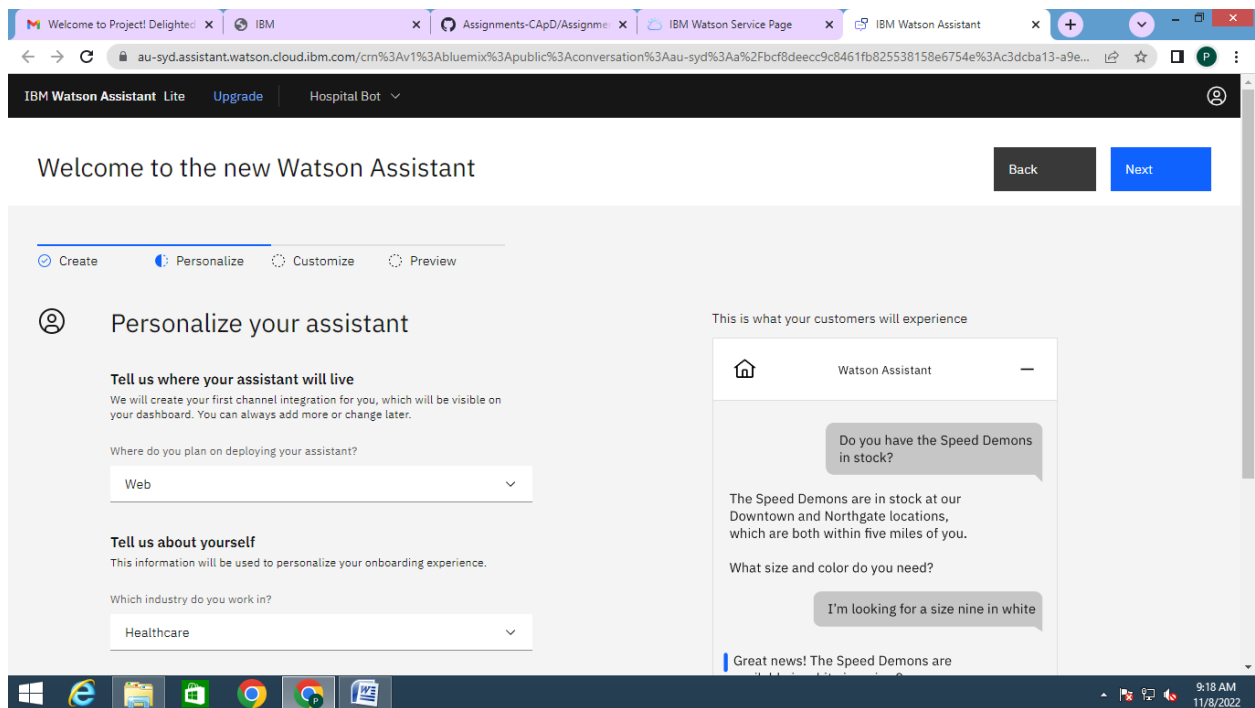 Welcome to Project! Delighted
IBM
Assignments-CApD/Assignme
IBM Watson Service Page
IBM Watson Assistant
P
au-syd.assistant.watson.cloud.ibm.com/crn%3Av1%3Abluemix%3Apublic%3Aconversation%3Aau-syd%3Aa%2Fbcf8deecc9c8461fb825538158e6754e%3Ac3dcba13-a9e...
P
IBM Watson Assistant Lite
Upgrade
Hospital Bot
Welcome to the new Watson Assistant
Back
Next
Create
Personalize
Customize
Preview
Personalize your assistant
Tell us where your assistant will live
We will create your first channel integration for you, which will be visible on
your dashboard. You can always add more or change later.
Where do you plan on deploying your assistant?
Web
Tell us about yourself
This information will be used to personalize your onboarding experience.
Which industry do you work in?
Healthcare
This is what your customers will experience
Watson Assistant
Do you have the Speed Demons
in stock?
The Speed Demons are in stock at our
Downtown and Northgate locations,
which are both within five miles of you.
What size and color do you need?
I'm looking for a size nine in white
Great news! The Speed Demons are
9:18 AM
11/8/2022